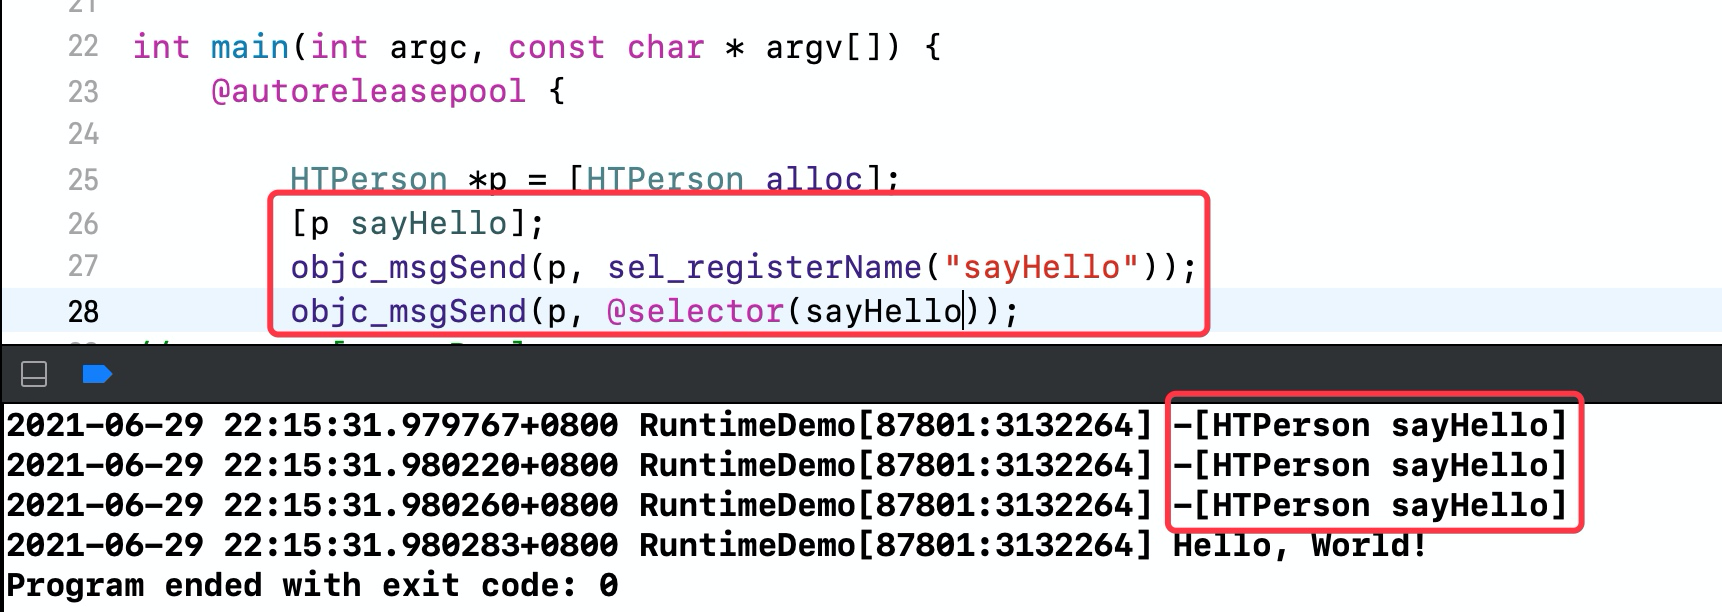 21
22 int main(int argc, const char * argv[]) {
23 @autoreleasepool {
24
25 HTPerson *p = [HTPerson alloc];
26 [p sayHello];
27 objc_msgSend(p, sel_registerName("sayHello"));
28 objc_msgSend(p, @selector(sayHello));
2021-06-29 22:15:31.979767+0800 RuntimeDemo[87801:3132264] -[HTPerson sayHello]
2021-06-29 22:15:31.980220+0800 RuntimeDemo[87801:3132264] -[HTPerson sayHello]
2021-06-29 22:15:31.980260+0800 RuntimeDemo[87801:3132264] -[HTPerson sayHello]
2021-06-29 22:15:31.980283+0800 RuntimeDemo[87801:3132264] Hello, World!
Program ended with exit code: 0